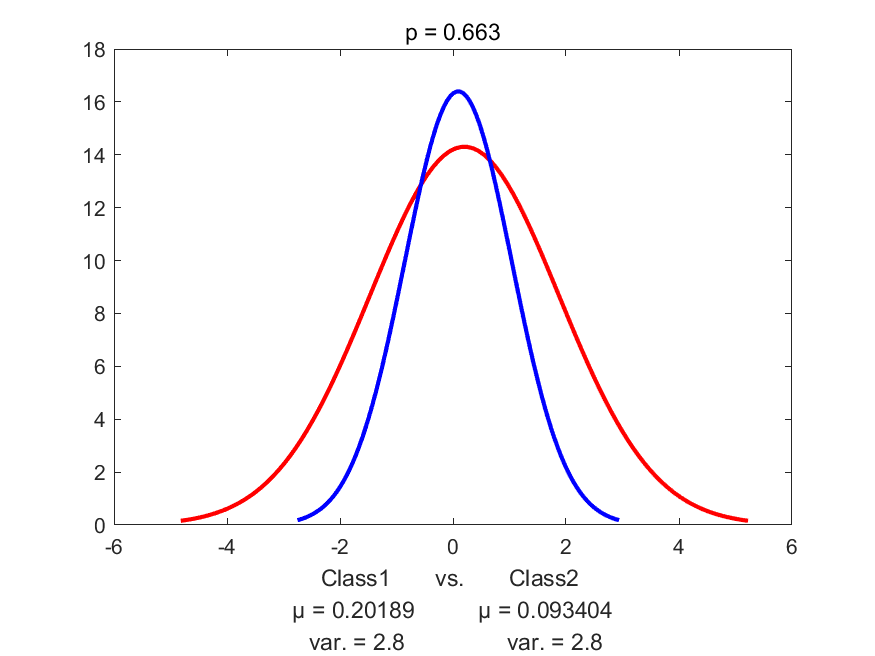 p = 0.663
18
16
14
12
10
8
6
4
2
0
-6 -4 -2 0 2 4 6
Class1 vs. Class2
μ = 0.20189 μ = 0.093404
var. = 2.8 var. = 2.8